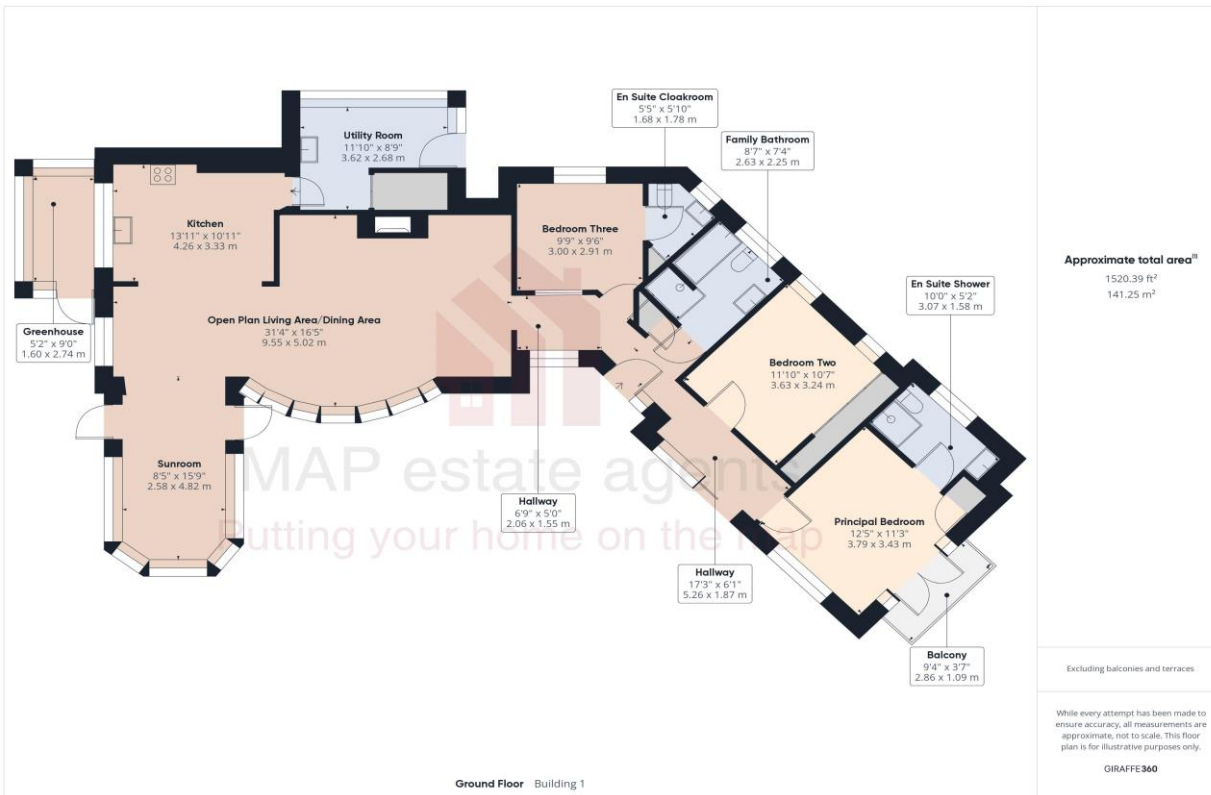 En Suite Cloakroom
5'5" x 5'10"
1.68 x 1.78 m
Family Bathroom
8'7" x 7'4"
2.63 x 2.25 m
Utility Room
11'10" x 8'9"
3.62 x 2.68 m
Kitchen
13'11" x 10'11"
4.26 x 3.33 m
Bedroom Three
9'9" x 9'6"
3.00 x 2.91 m
En Suite Shower
10'0" x 5'2"
3.07 x 1.58 m
Greenhouse
5'2" x 9'0"
1.60 x 2.74 m
Open Plan Living Area/Dining Area
31'4" x 16'5"
9.55 x 5.02 m
Bedroom Two
11'10" x 10'7"
3.63 x 3.24 m
Sunroom
8'5" x 15'9"
2.58 x 4.82 m
MAP estate agents
Putting your home on the map
Hallway
6'9" x 5'0"
2.06 x 1.55 m
Principal Bedroom
12'5" x 11'3"
3.79 x 3.43 m
Hallway
17'3" x 6'1"
5.26 x 1.87 m
Balcony
9'4" x 3'7"
2.86 x 1.09 m
Ground Floor Building 1
Approximate total area⁽¹⁾
1520.39 ft²
141.25 m²
Excluding balconies and terraces
While every attempt has been made to
ensure accuracy, all measurements are
approximate, not to scale. This floor
plan is for illustrative purposes only.
GIRAFFE360